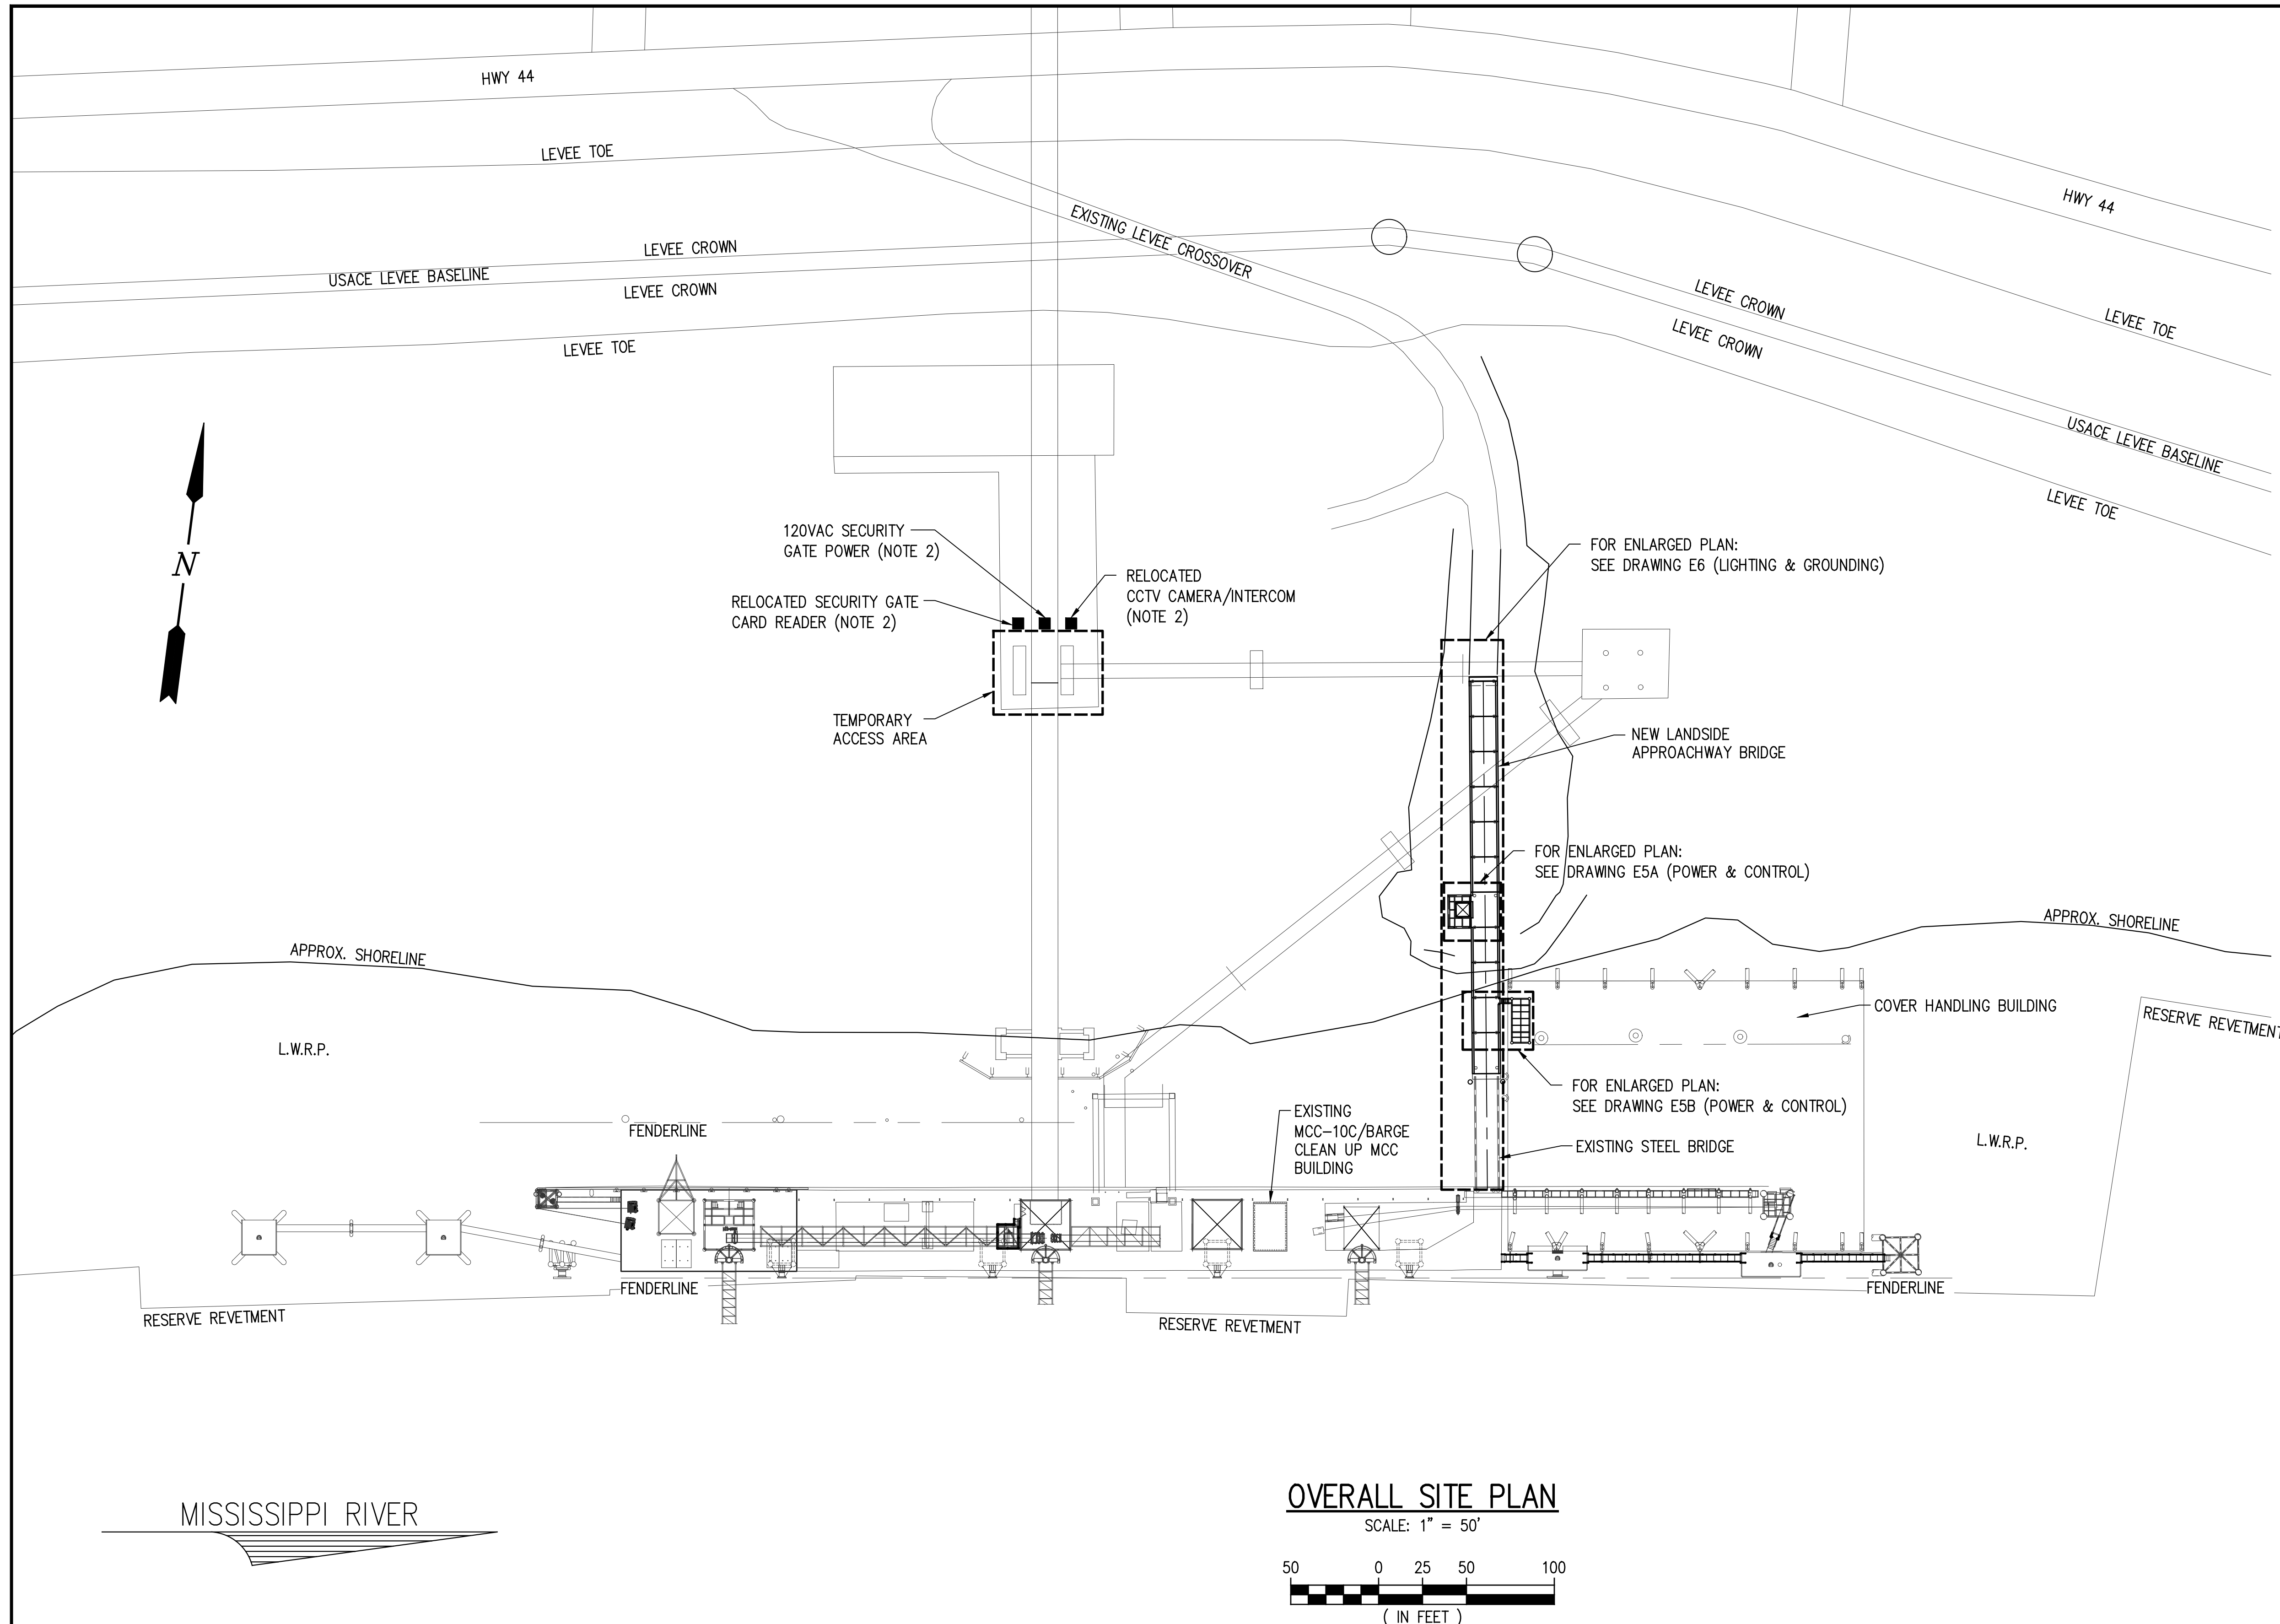 HWY 44
LEVEE TOE
HWY 44
EXISTING LEVEE CROSSOVER
LEVEE CROWN
USACE LEVEE BASELINE
LEVEE CROWN
LEVEE CROWN
LEVEE CROWN
LEVEE TOE
LEVEE TOE
USACE LEVEE BASELINE
LEVEE TOE
N
120VAC SECURITY
GATE POWER (NOTE 2)
RELOCATED SECURITY GATE
CARD READER (NOTE 2)
RELOCATED
CCTV CAMERA/INTERCOM
(NOTE 2)
FOR ENLARGED PLAN:
SEE DRAWING E6 (LIGHTING & GROUNDING)
TEMPORARY
ACCESS AREA
NEW LANDSIDE
APPROACHWAY BRIDGE
FOR ENLARGED PLAN:
SEE DRAWING E5A (POWER & CONTROL)
APPROX. SHORELINE
APPROX. SHORELINE
COVER HANDLING BUILDING
RESERVE REVETMENT
L.W.R.P.
FOR ENLARGED PLAN:
SEE DRAWING E5B (POWER & CONTROL)
FENDERLINE
EXISTING
MCC-10C/BARGE
CLEAN UP MCC
BUILDING
EXISTING STEEL BRIDGE
L.W.R.P.
FENDERLINE
FENDERLINE
RESERVE REVETMENT
RESERVE REVETMENT
MISSISSIPPI RIVER
OVERALL SITE PLAN
SCALE: 1" = 50'
50 0 25 50 100
( IN FEET )